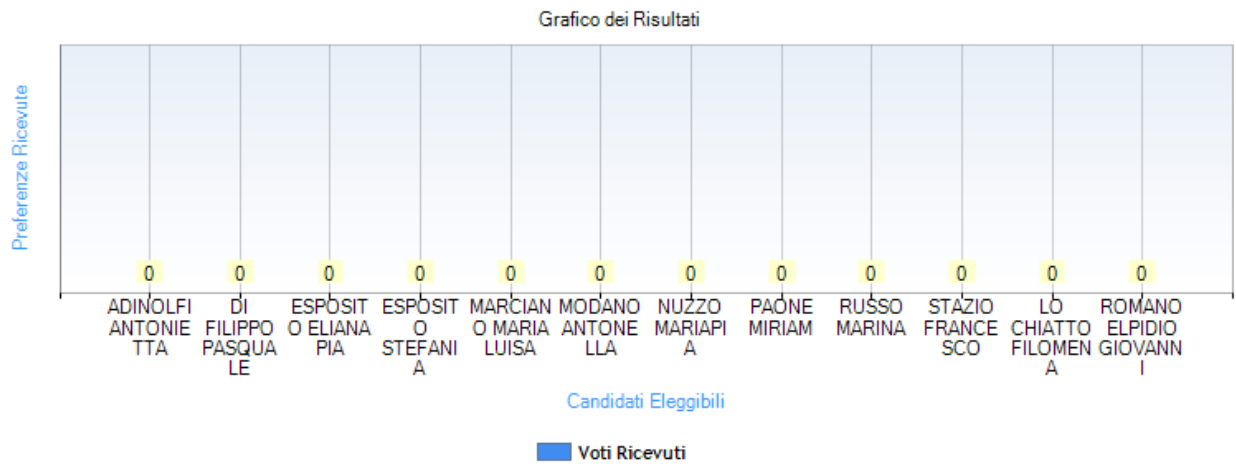 Grafico dei Risultati
Preferenze Ricevute
0 0 0 0 0 0 0 0 0 0 0 0
ADINOLFI DI ESPOSIT ESPOSIT MARCIAN MODANO NUZZO PAONE RUSSO STAZIO LO ROMANO
ANTONIE FILIPPO O ELIANA O O MARIA ANTONE MARIAPI MIRIAM MARINA FRANCE CHIATTO ELPIDIO
TTA PASQUA PIA STEFANI LUISA LLA A SCO FILOMEN GIOVANN
LE A A I
Candidati Eleggibili
Voti Ricevuti